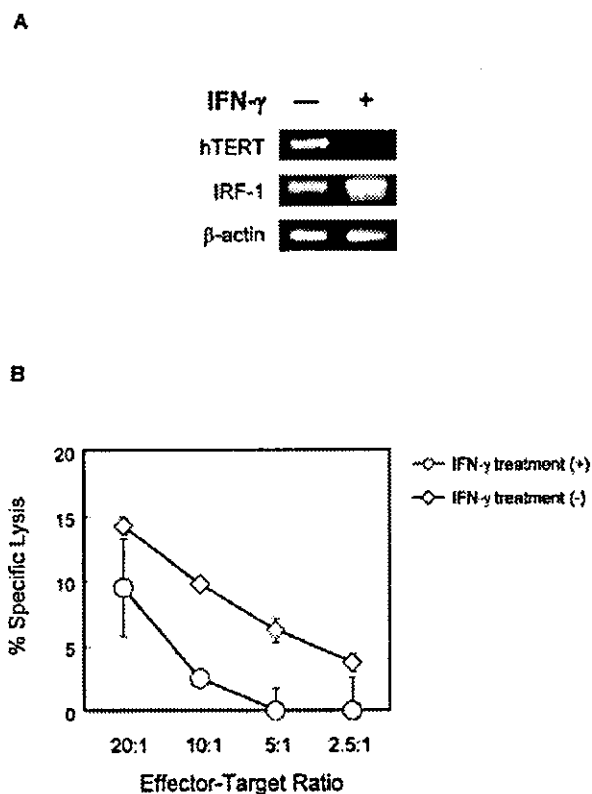 A
IFN-γ — +
hTERT
IRF-1
β-actin
B
20
15
10
5
0
% Specific Lysis
20:1 10:1 5:1 2.5:1
Effector-Target Ratio
IFN-γ treatment (+)
IFN-γ treatment (-)